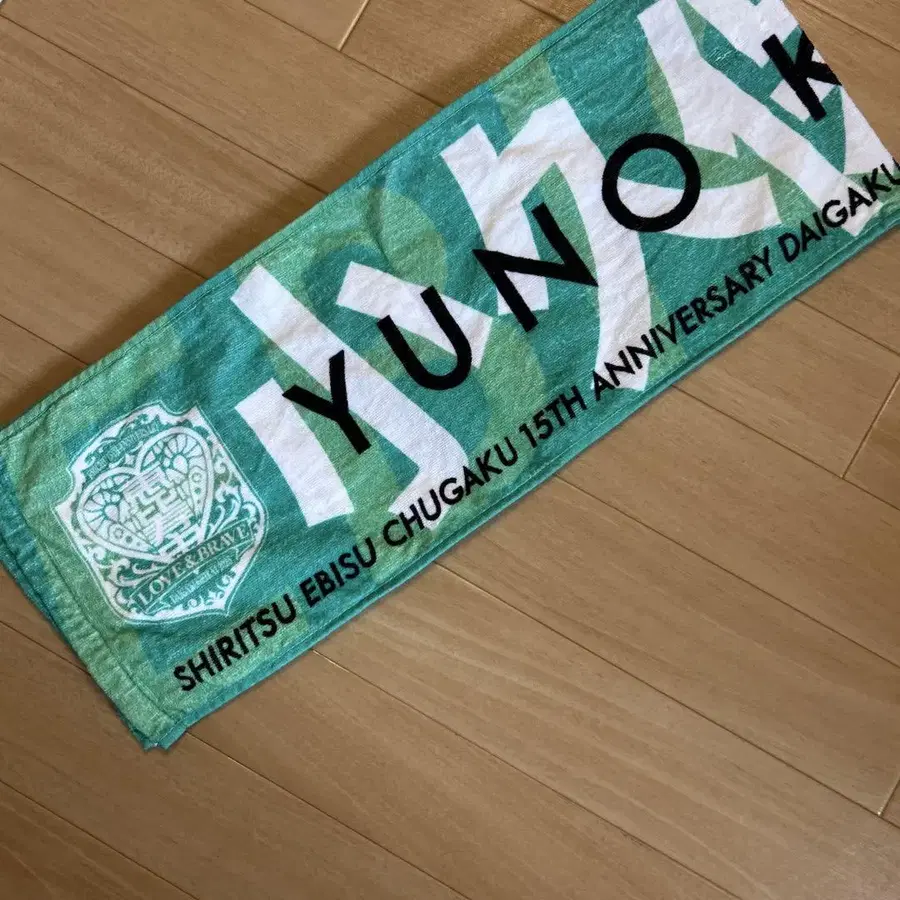 YUNO K
LOVE&BRAVE
SHIRITSU EBISU CHUGAKU 15TH ANNIVERSARY DAIGAKU